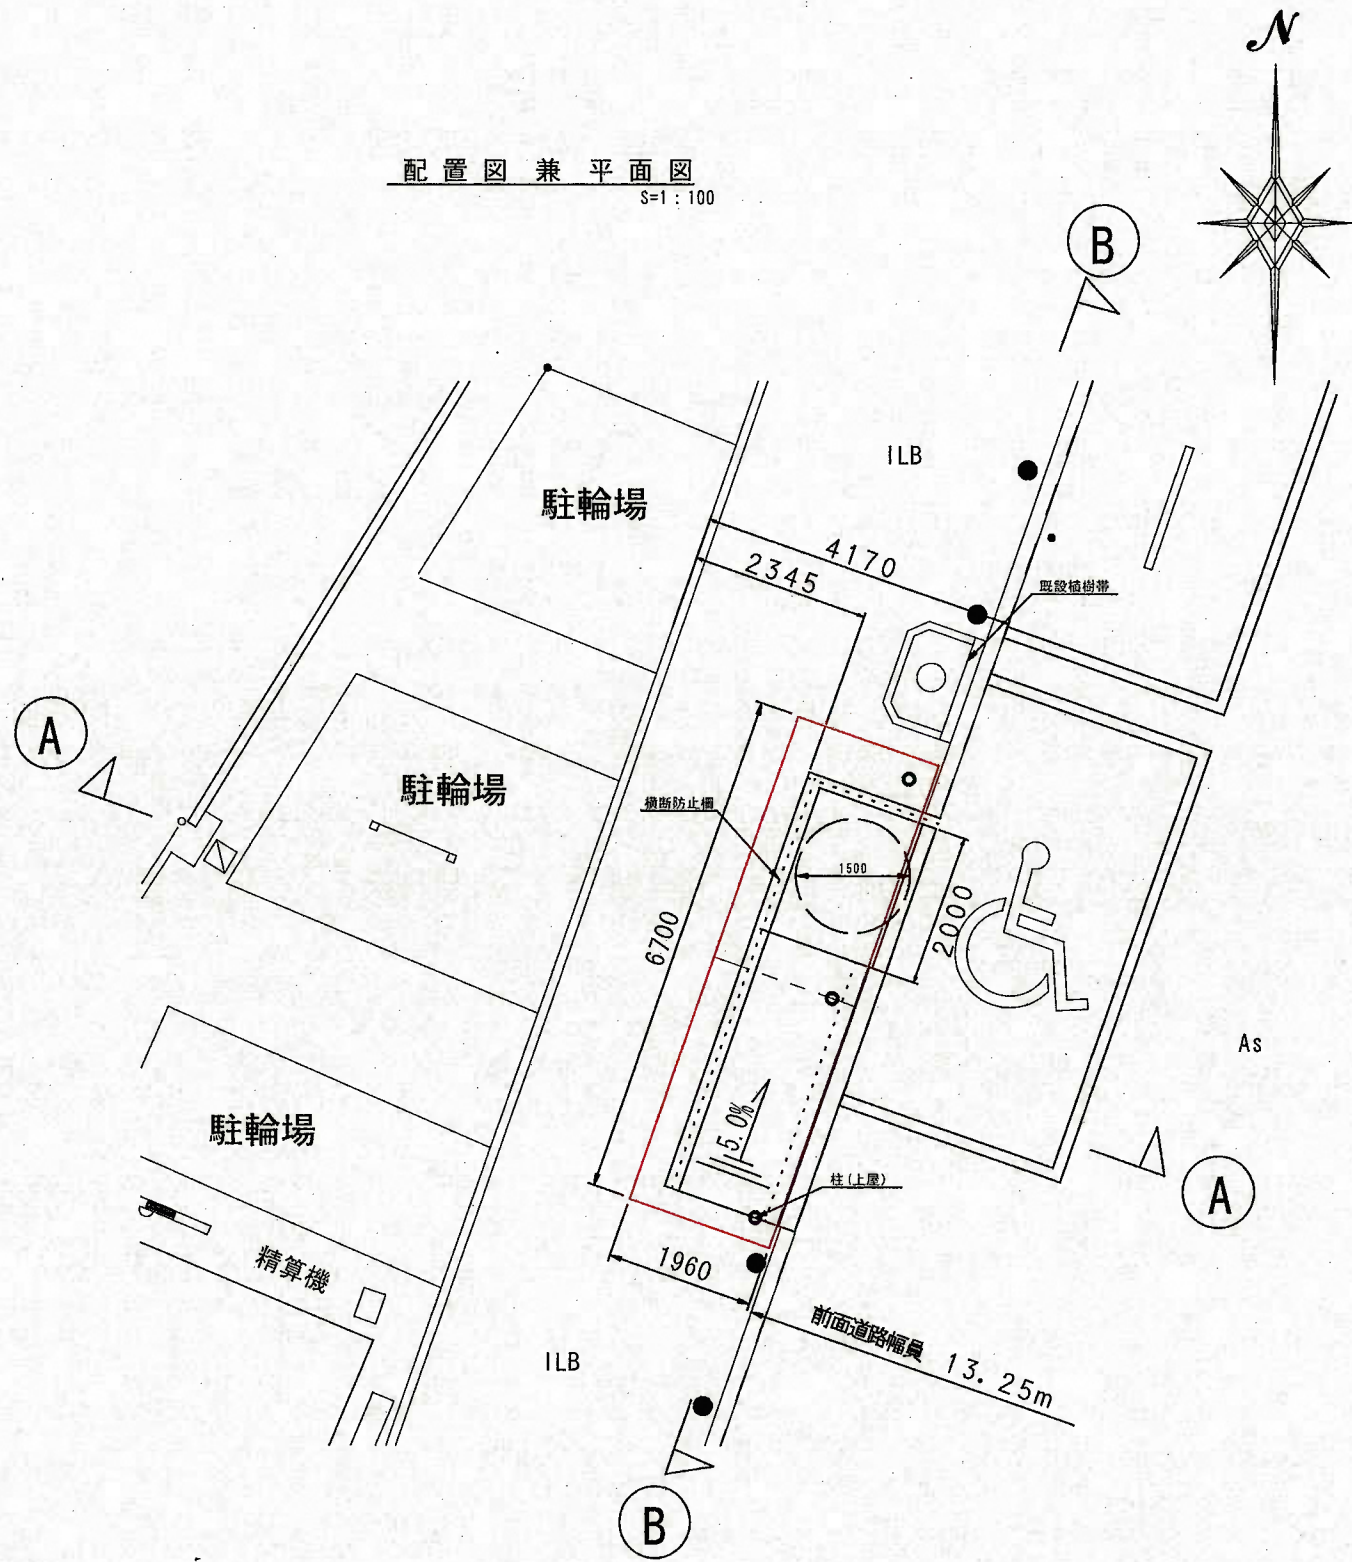 N
配置図 兼 平面図
S=1:100
B
ILB
駐輪場
4170
2345
既設植樹帯
A
駐輪場
横断防止柵
1500
2000
6700
As
5.0%
駐輪場
柱(上屋)
A
精算機
1960
前面道路幅員 13.25m
ILB
B